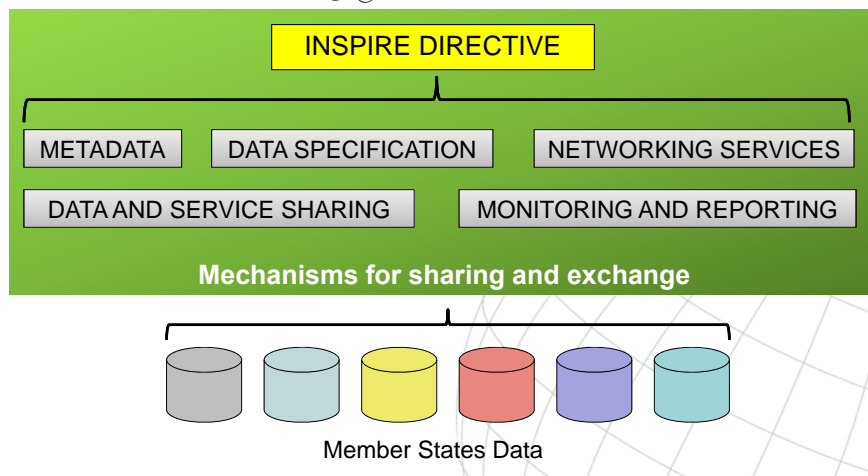 INSPIRE DIRECTIVE
METADATA
DATA SPECIFICATION
NETWORKING SERVICES
DATA AND SERVICE SHARING
MONITORING AND REPORTING
Mechanisms for sharing and exchange
Member States Data